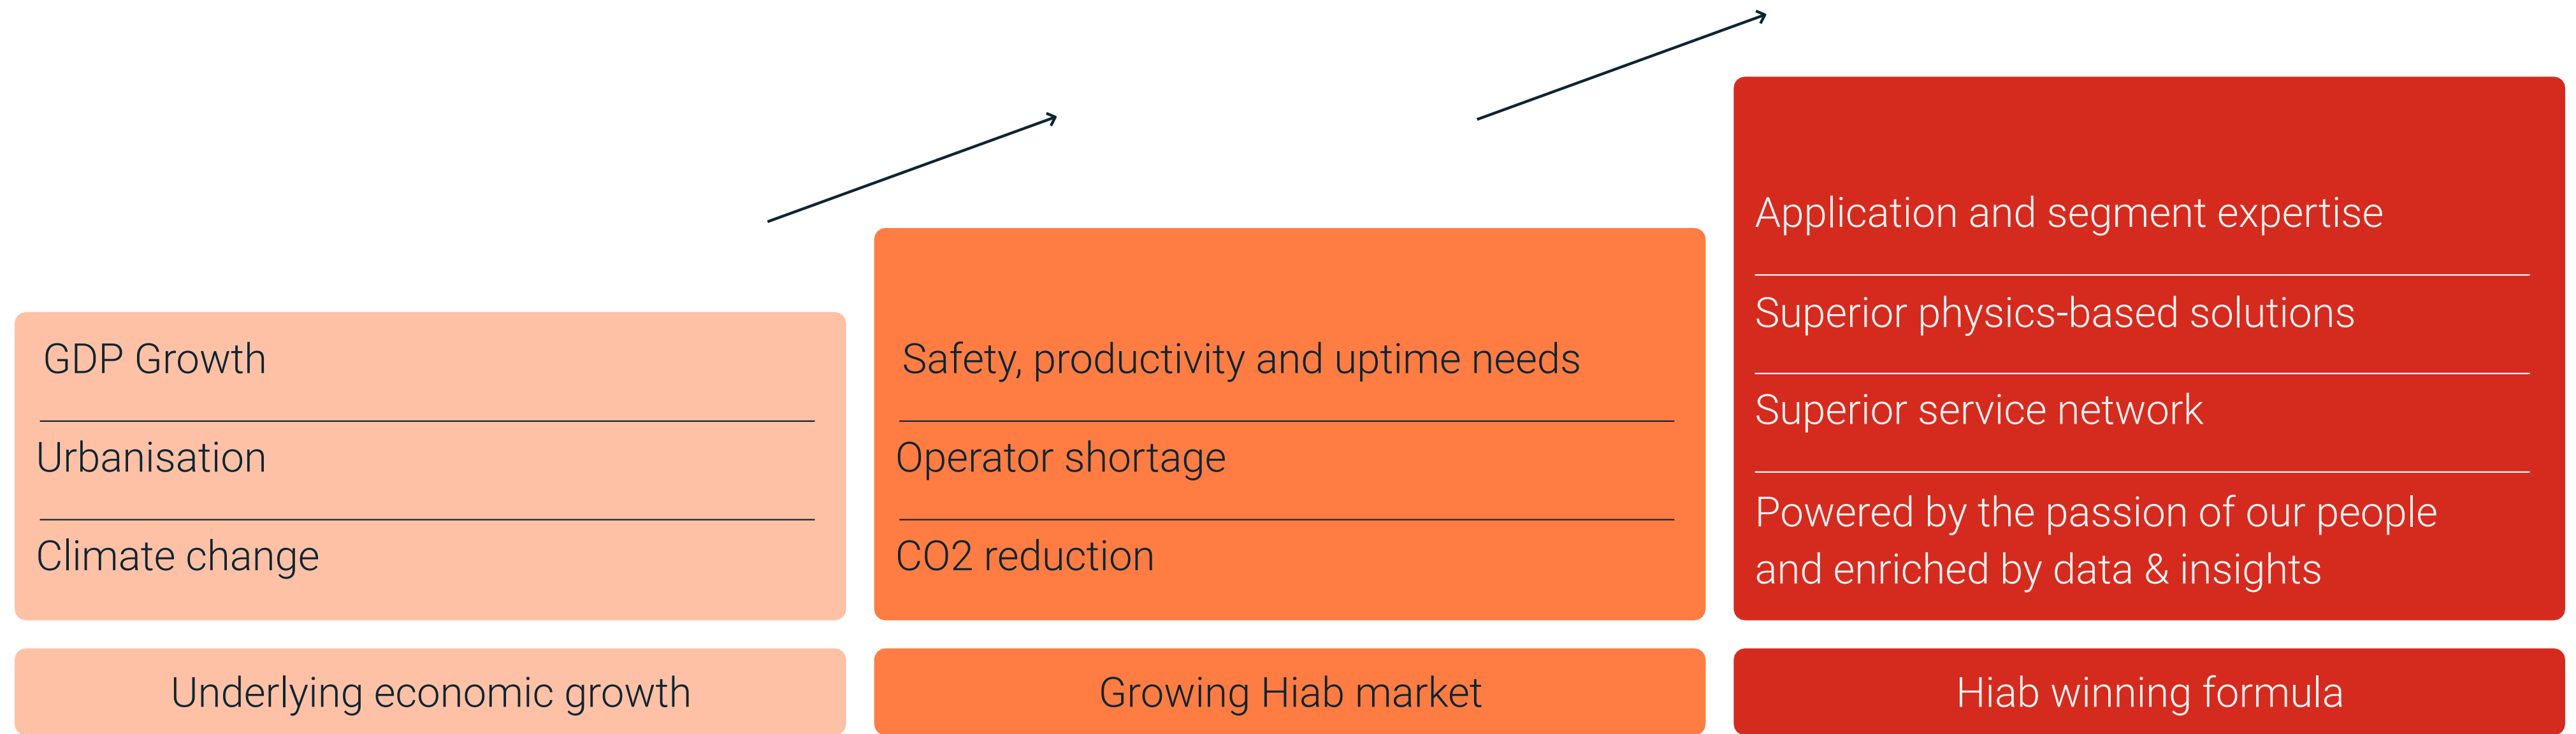 GDP Growth
Urbanisation
Climate change
Underlying economic growth
Safety, productivity and uptime needs
Operator shortage
CO2 reduction
Growing Hiab market
Application and segment expertise
Superior physics-based solutions
Superior service network
Powered by the passion of our people
and enriched by data & insights
Hiab winning formula